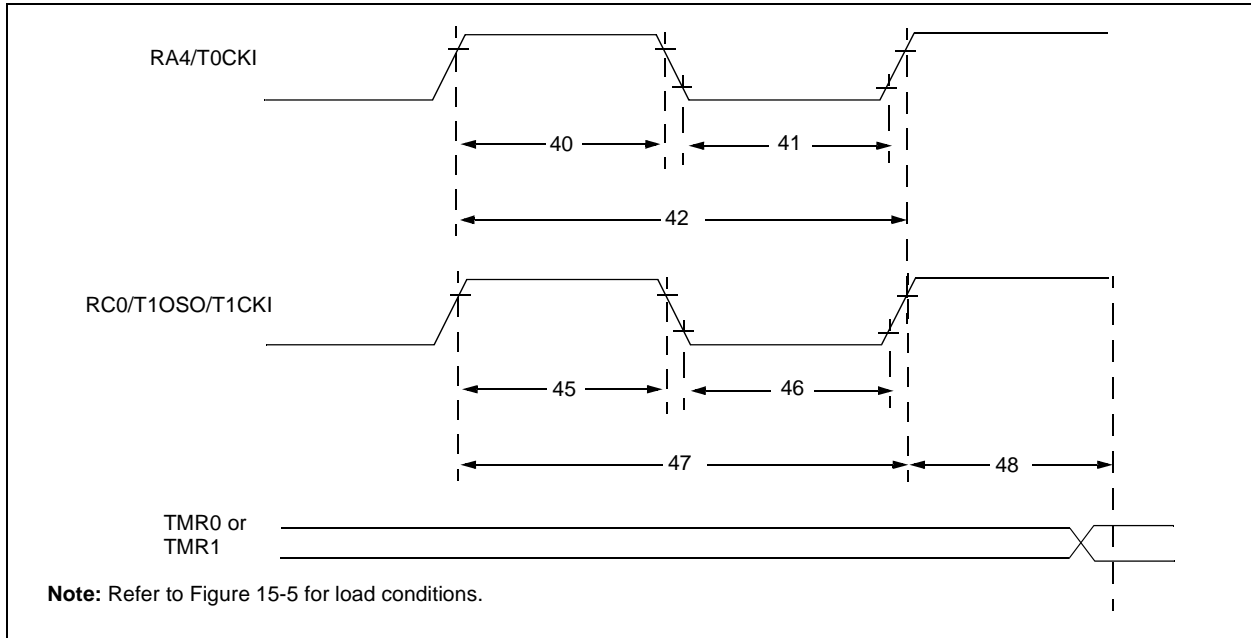 RA4/T0CKI
40
41
42
RC0/T1OSO/T1CKI
45
46
47
48
TMR0 or
TMR1
Note: Refer to Figure 15-5 for load conditions.